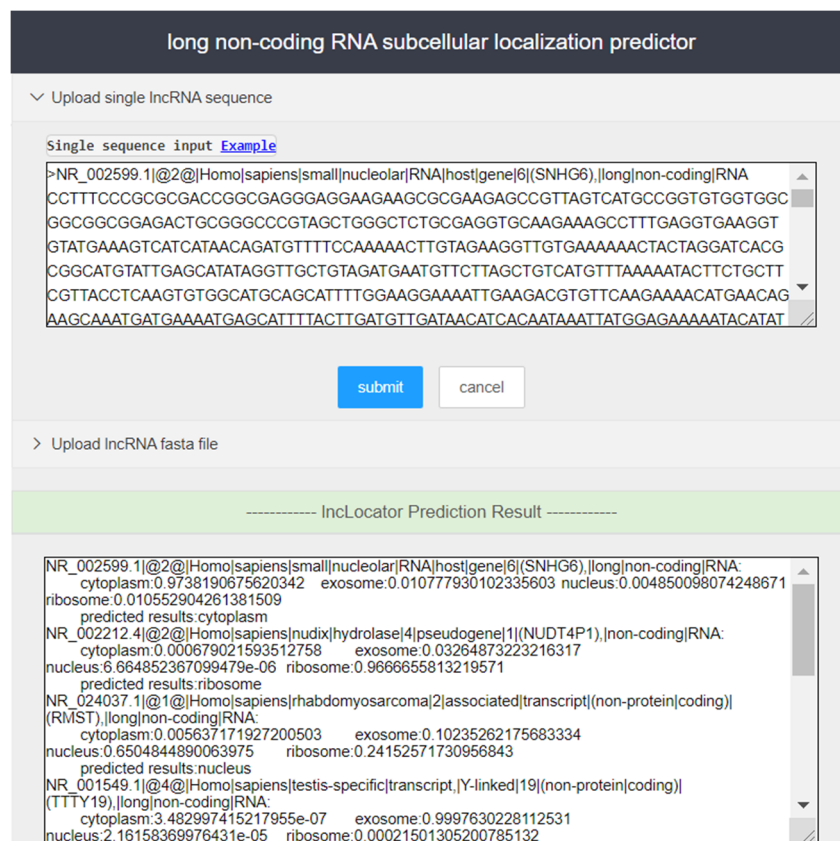 long non-coding RNA subcellular localization predictor
Upload single lncRNA sequence
Single sequence input Example
>NR_002599.1|@2@|Homo|sapiens|small|nucleolar|RNA|host|gene|6|(SNHG6),|long|non-coding|RNA
CCTTTCCCGCGCGACCGGCGAGGGAGGAAGAAGCGCGAAGAGCCGTTAGTCATGCCGGTGTGGTGGC
GGCGGCGGAGACTGCGGGCCCGTAGCTGGGCTCTGCGAGGTGCAAGAAAGCCTTTGAGGTGAAGGT
GTATGAAAGTCATCATAACAGATGTTTTCCAAAAACTTGTAGAAGGTTGTGAAAAAACTACTAGGATCACG
CGGCATGTATTGAGCATATAGGTTGCTGTAGATGAATGTTCTTAGCTGTCATGTTTAAAAATACTTCTGCTT
CGTTACCTCAAGTGTGGCATGCAGCATTTTGGAAGGAAAATTGAAGACGTGTTCAAGAAAACATGAACAG
AAGCAAATGATGAAAATGAGCATTTTACTTGATGTTGATAACATCACAATAAATTATGGAGAAAAATACATAT
submit cancel
Upload lncRNA fasta file
------------ lncLocator Prediction Result ------------
NR_002599.1|@2@|Homo|sapiens|small|nucleolar|RNA|host|gene|6|(SNHG6),|long|non-coding|RNA:
cytoplasm:0.9738190675620342 exosome:0.010777930102335603 nucleus:0.004850098074248671
ribosome:0.010552904261381509
predicted results:cytoplasm
NR_002212.4|@2@|Homo|sapiens|nudix|hydrolase|4|pseudogene|1|(NUDT4P1),|non-coding|RNA:
cytoplasm:0.000679021593512758 exosome:0.03264873223216317
nucleus:6.664852367099479e-06 ribosome:0.9666655813219571
predicted results:ribosome
NR_024037.1|@1@|Homo|sapiens|rhabdomyosarcoma|2|associated|transcript|(non-protein|coding)|
(RMST),|long|non-coding|RNA:
cytoplasm:0.005637171927200503 exosome:0.10235262175683334
nucleus:0.6504844890063975 ribosome:0.24152571730956843
predicted results:nucleus
NR_001549.1|@4@|Homo|sapiens|testis-specific|transcript,|Y-linked|19|(non-protein|coding)|
(TTTY19),|long|non-coding|RNA:
cytoplasm:3.482997415217955e-07 exosome:0.9997630228112531
nucleus:2.16158369976431e-05 ribosome:0.00021501305200785132